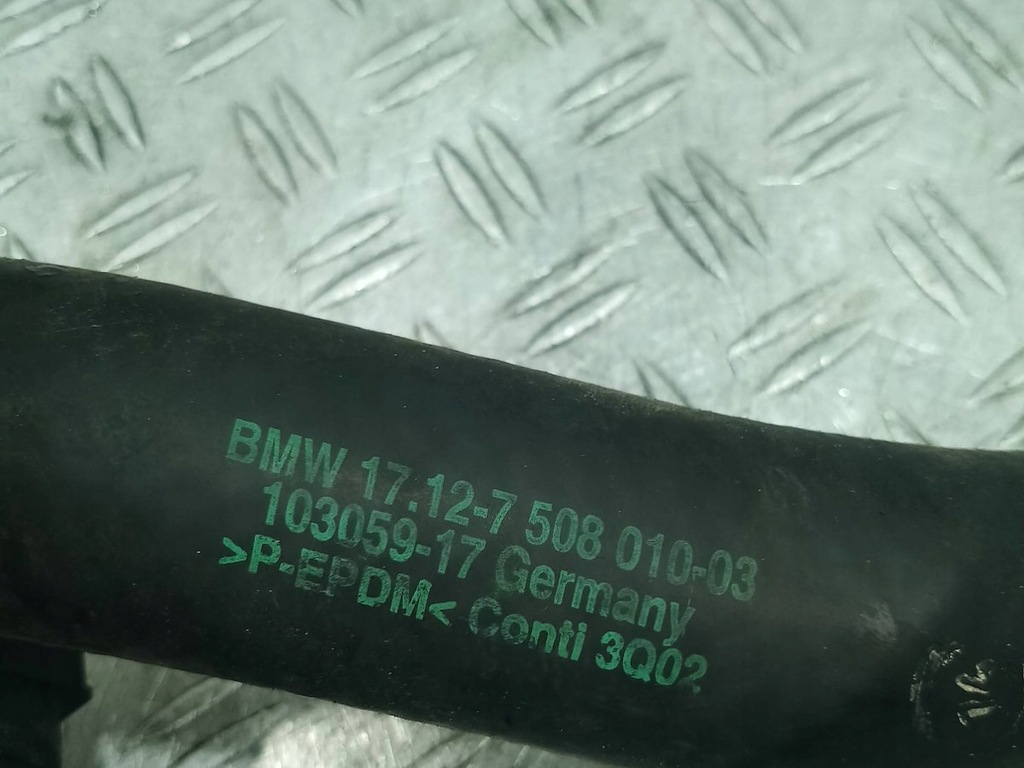 BMW 17.12-7 508 010-03
103059-17 Germany
>P-EPDM< Conti 3Q02